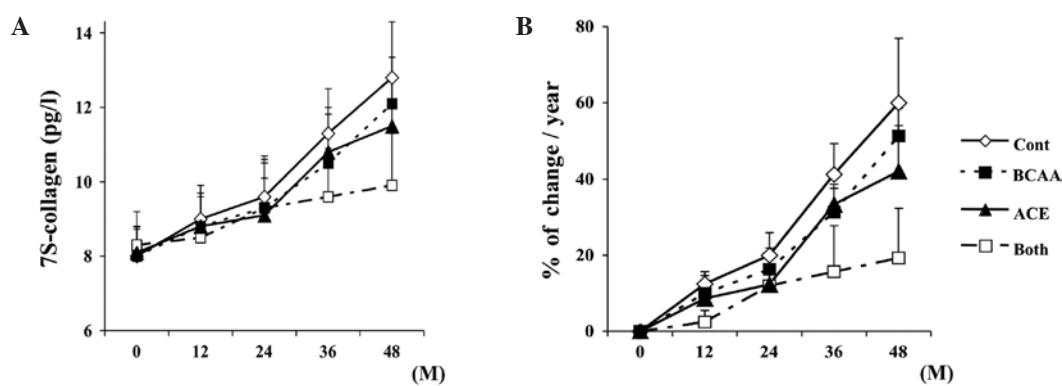 A
7S-collagen (pg/l)
14
12
10
8
6
0 12 24 36 48
(M)
B
% of change / year
80
60
40
20
0
0 12 24 36 48
(M)
Cont
BCAA
ACE
Both